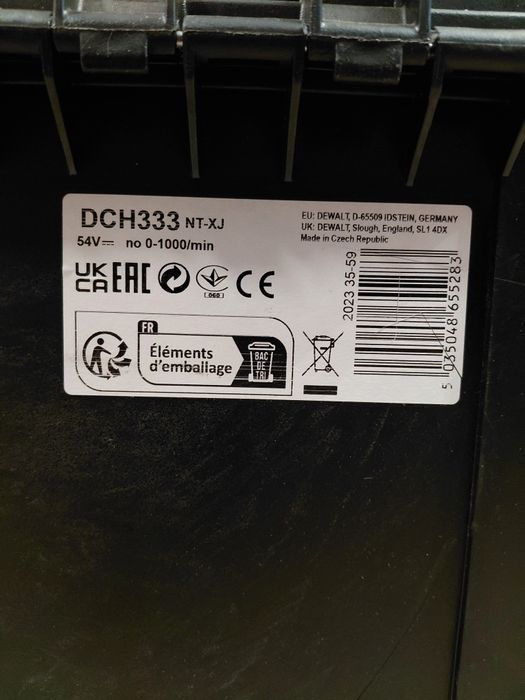 DCH333 NT-XJ
54V⎓ no 0-1000/min
EU: DEWALT, D-65509 IDSTEIN, GERMANY
UK: DEWALT, Slough, England, SL1 4DX
Made in Czech Republic
UK
CA
EAC
060
CE
2023 35-59
5 035048 655283
FR
Éléments
d'emballage
BAC
DE
TRI